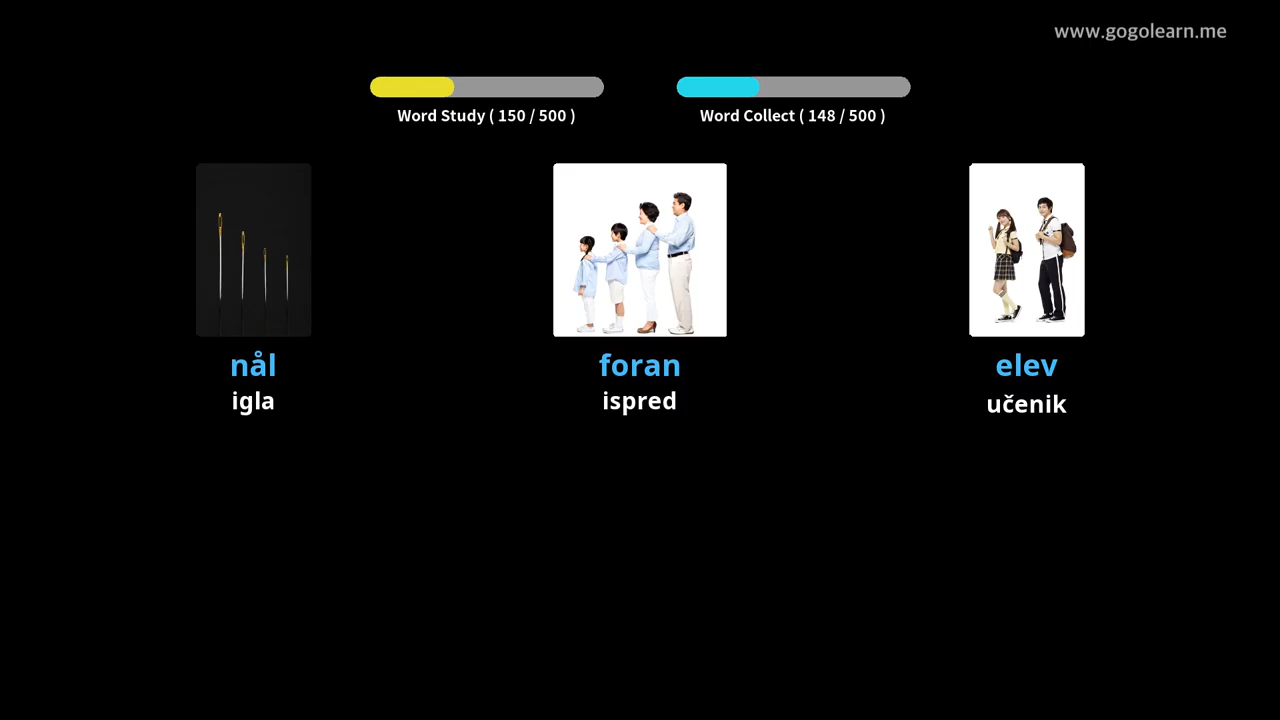 www.gogolearn.me
Word Study ( 150 / 500 )
Word Collect ( 148 / 500 )
nål
foran
elev
igla
ispred
učenik